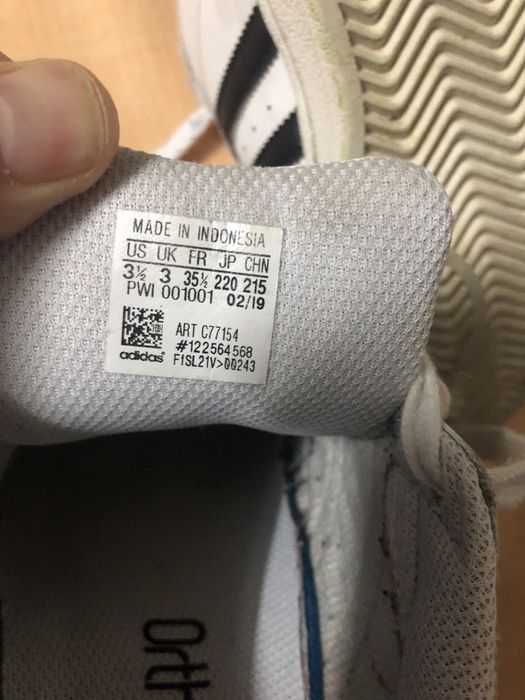 MADE IN INDONESIA
US UK FR JP CHN
3½ 3 35½ 220 215
PWI 001001 02/19
ART C77154
#122564568
adidas F1SL21V>00243
Orth